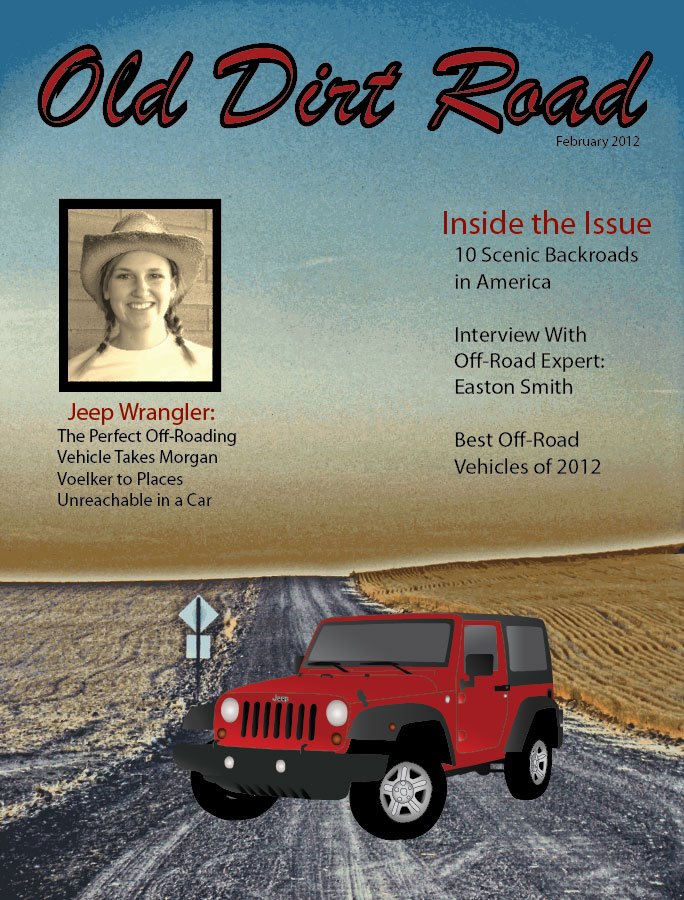 Old Dirt Road
February 2012
Inside the Issue
10 Scenic Backroads
in America
Interview With
Off-Road Expert:
Easton Smith
Best Off-Road
Vehicles of 2012
Jeep Wrangler:
The Perfect Off-Roading
Vehicle Takes Morgan
Voelker to Places
Unreachable in a Car
Jeep